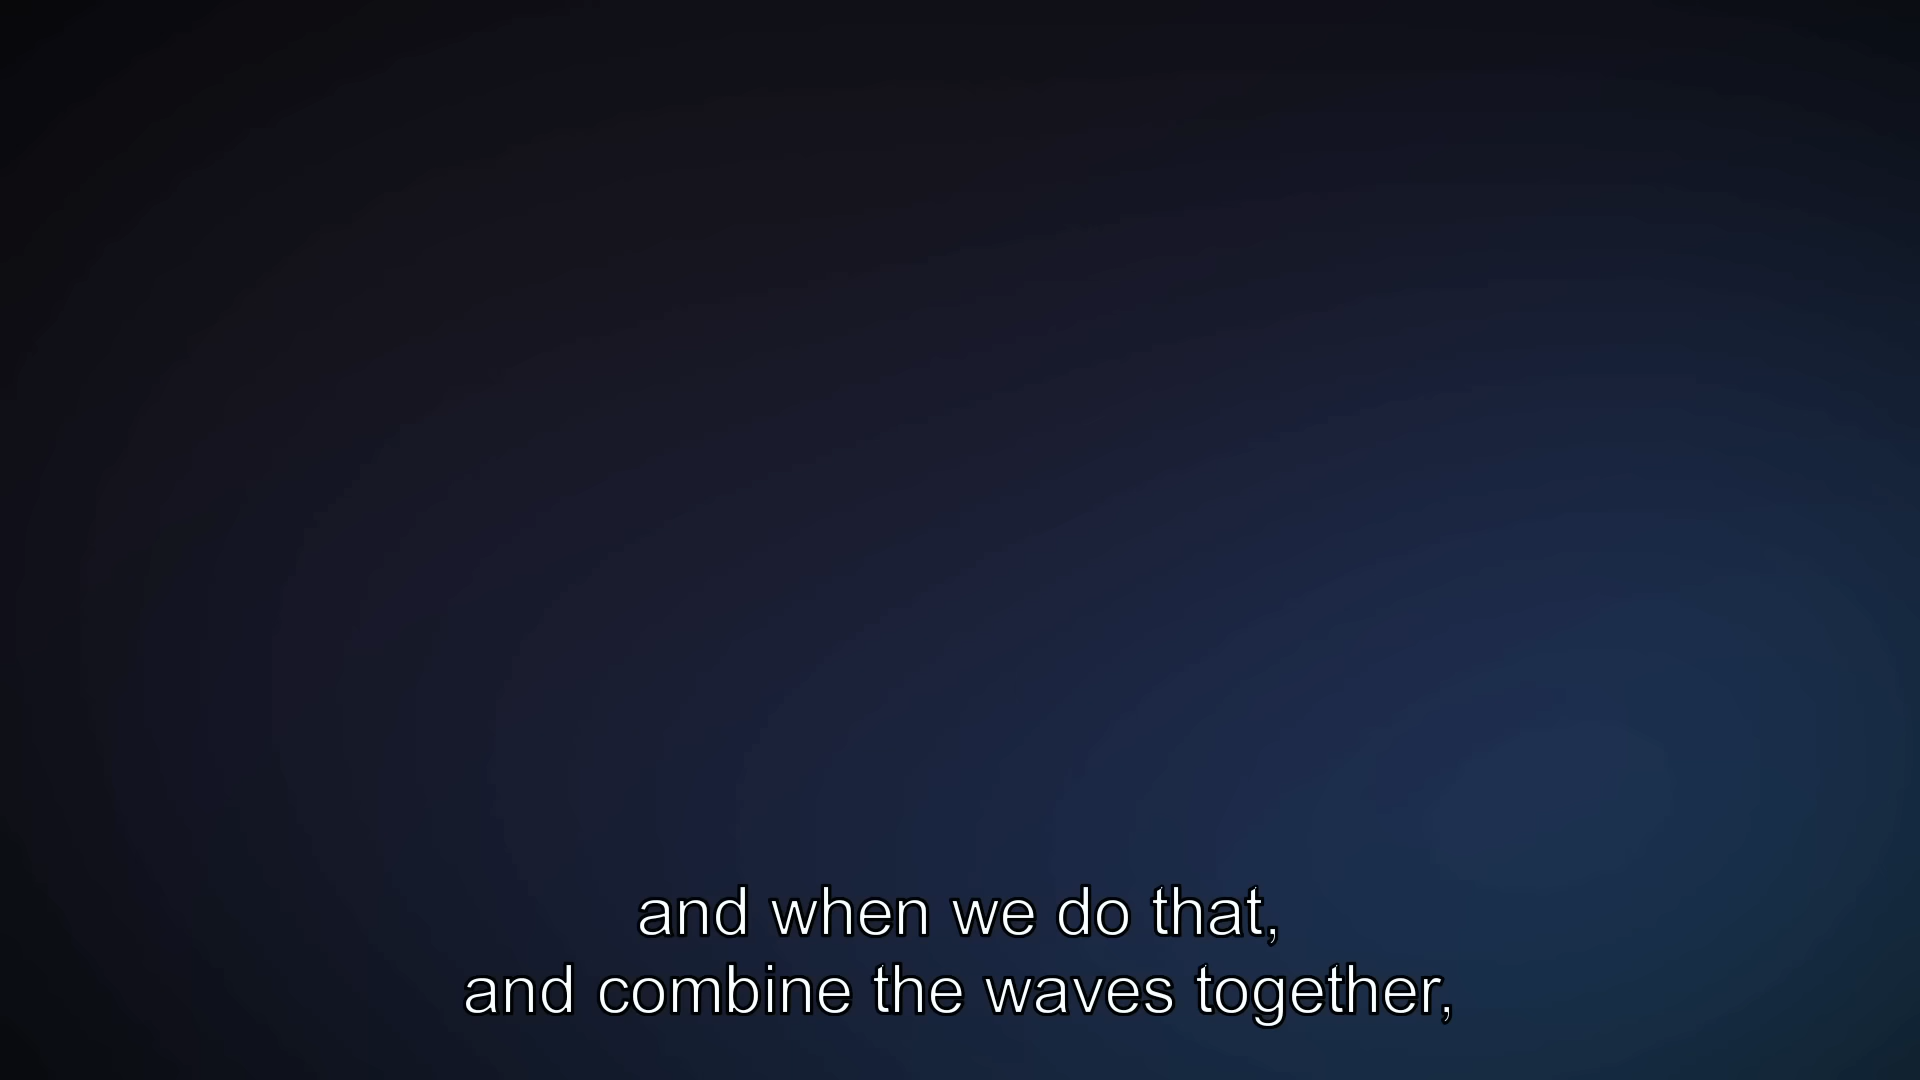 and when we do that,
and combine the waves together,